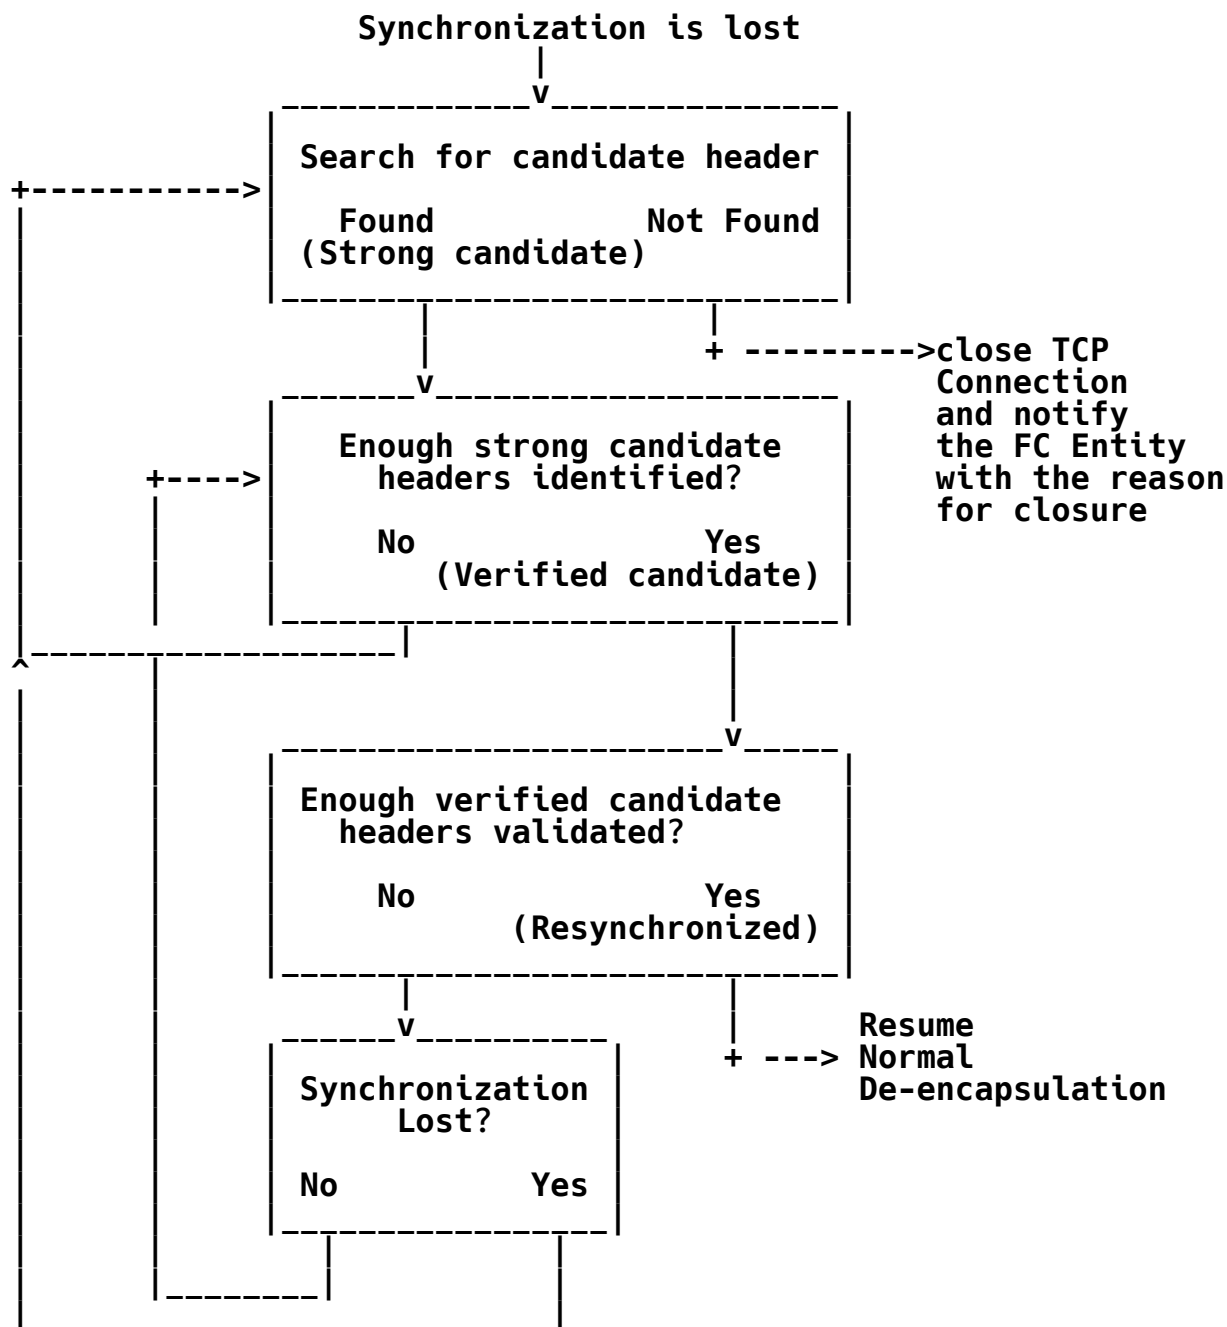 Synchronization is lost
Search for candidate header
Found Not Found
(Strong candidate)
close TCP
Connection
and notify
the FC Entity
with the reason
for closure
Enough strong candidate
headers identified?
No Yes
(Verified candidate)
Enough verified candidate
headers validated?
No Yes
(Resynchronized)
Resume
Normal
De-encapsulation
Synchronization
Lost?
No Yes